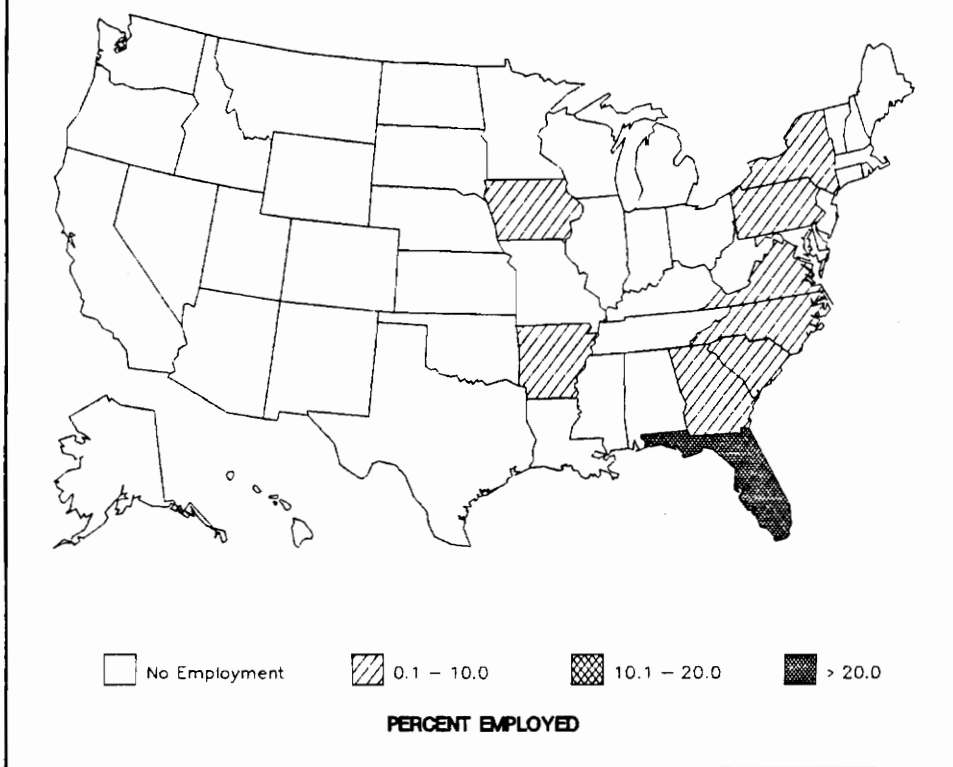 No Employment 0.1 – 10.0 10.1 – 20.0 > 20.0
PERCENT EMPLOYED